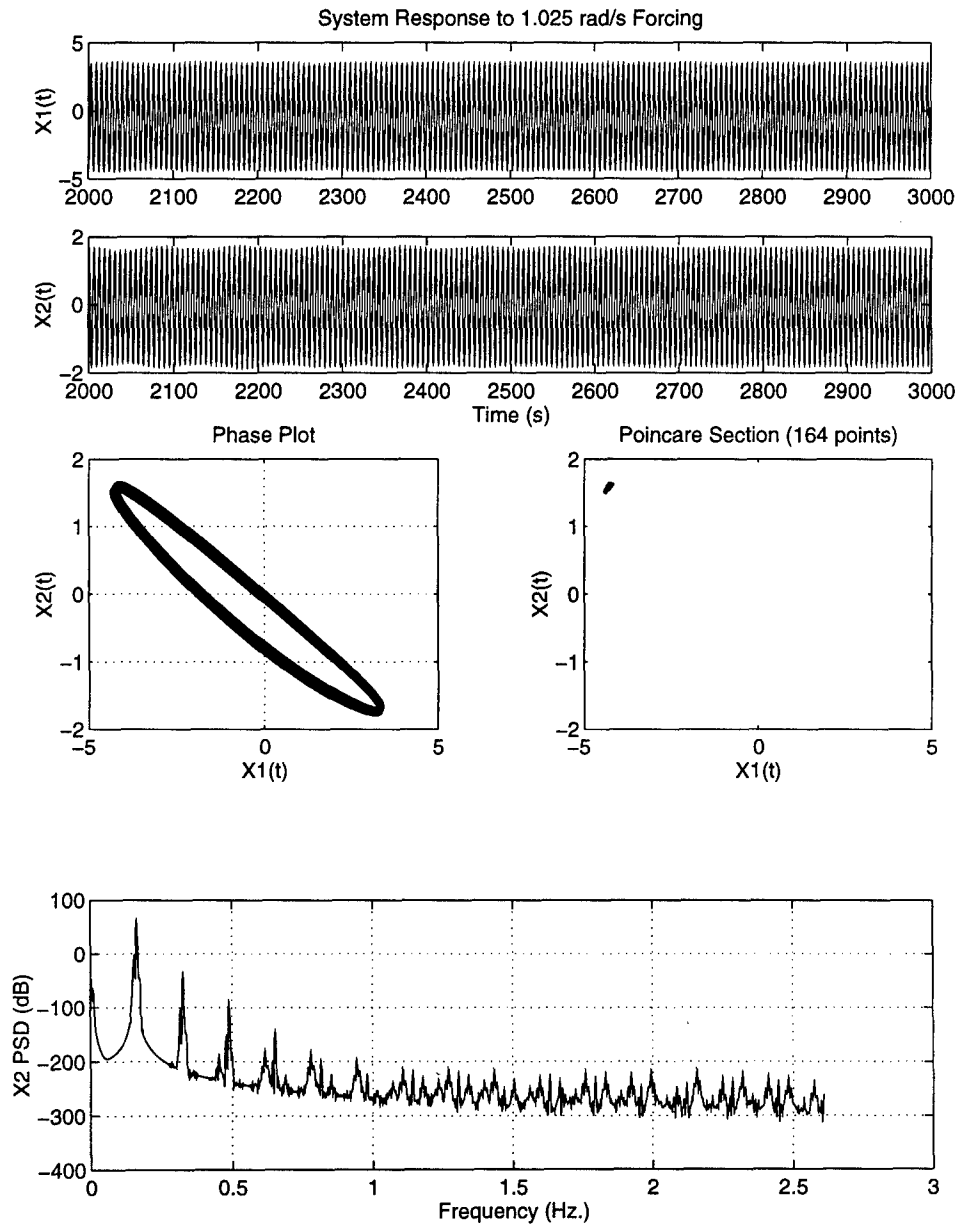 System Response to 1.025 rad/s Forcing
5
0
−5
X1(t)
2000 2100 2200 2300 2400 2500 2600 2700 2800 2900 3000
2
0
−2
X2(t)
2000 2100 2200 2300 2400 2500 2600 2700 2800 2900 3000
Time (s)
Phase Plot
2
1
0
−1
−2
X2(t)
−5 0 5
X1(t)
Poincare Section (164 points)
2
1
0
−1
−2
X2(t)
−5 0 5
X1(t)
100
0
−100
−200
−300
−400
X2 PSD (dB)
0 0.5 1 1.5 2 2.5 3
Frequency (Hz.)